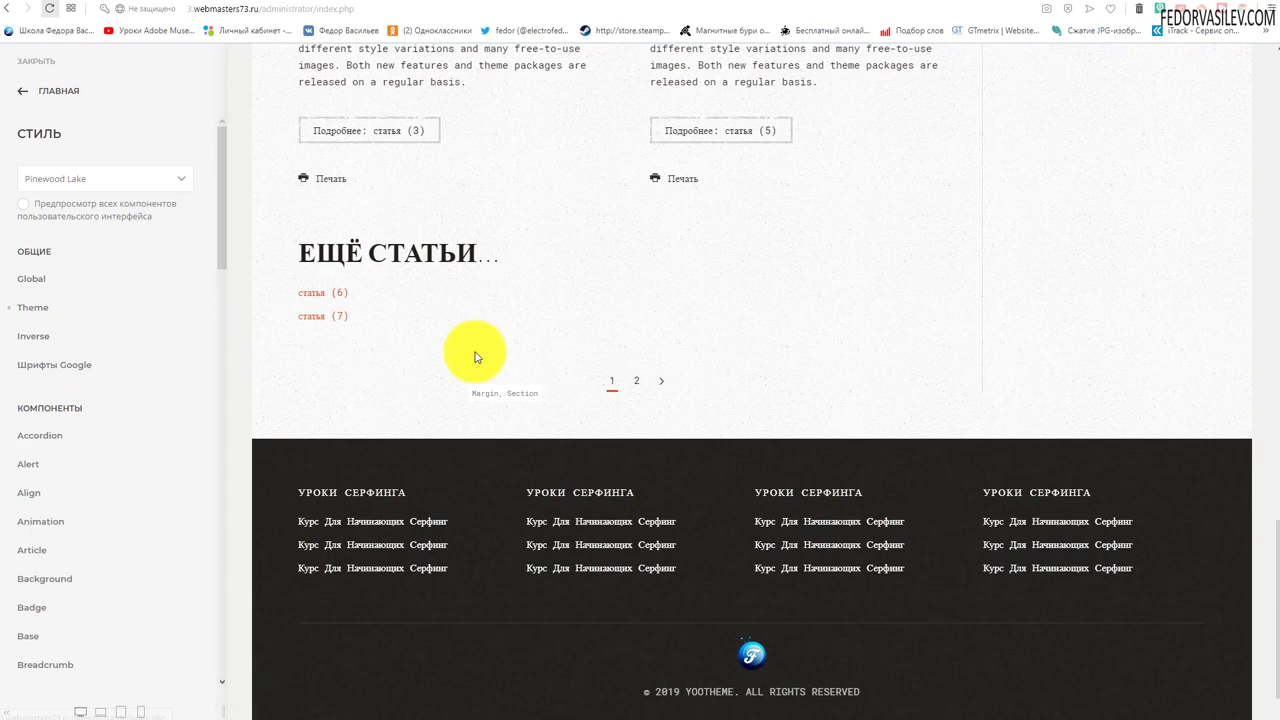 Не защищено
3.webmasters73.ru/administrator/index.php
FEDORVASILEV.COM
Школа Федора Вас...
Уроки Adobe Muse...
Личный кабинет -...
Федор Васильев
(2) Одноклассники
fedor (@electrofed...
http://store.steamp...
Магнитные бури о...
Бесплатный онлай...
Подбор слов
GTmetrix | Website...
Сжатие JPG-изобр...
iTrack - Сервис оп...
ЗАКРЫТЬ
ГЛАВНАЯ
СТИЛЬ
Pinewood Lake
Предпросмотр всех компонентов
пользовательского интерфейса
ОБЩИЕ
Global
Theme
Inverse
Шрифты Google
КОМПОНЕНТЫ
Accordion
Alert
Align
Animation
Article
Background
Badge
Base
Breadcrumb
different style variations and many free-to-use
images. Both new features and theme packages are
released on a regular basis.
Подробнее: статья (3)
Печать
different style variations and many free-to-use
images. Both new features and theme packages are
released on a regular basis.
Подробнее: статья (5)
Печать
ЕЩЁ СТАТЬИ...
статья (6)
статья (7)
1 2
Margin, Section
УРОКИ СЕРФИНГА
Курс Для Начинающих Серфинг
Курс Для Начинающих Серфинг
Курс Для Начинающих Серфинг
УРОКИ СЕРФИНГА
Курс Для Начинающих Серфинг
Курс Для Начинающих Серфинг
Курс Для Начинающих Серфинг
УРОКИ СЕРФИНГА
Курс Для Начинающих Серфинг
Курс Для Начинающих Серфинг
Курс Для Начинающих Серфинг
УРОКИ СЕРФИНГА
Курс Для Начинающих Серфинг
Курс Для Начинающих Серфинг
Курс Для Начинающих Серфинг
F
© 2019 YOOTHEME. ALL RIGHTS RESERVED